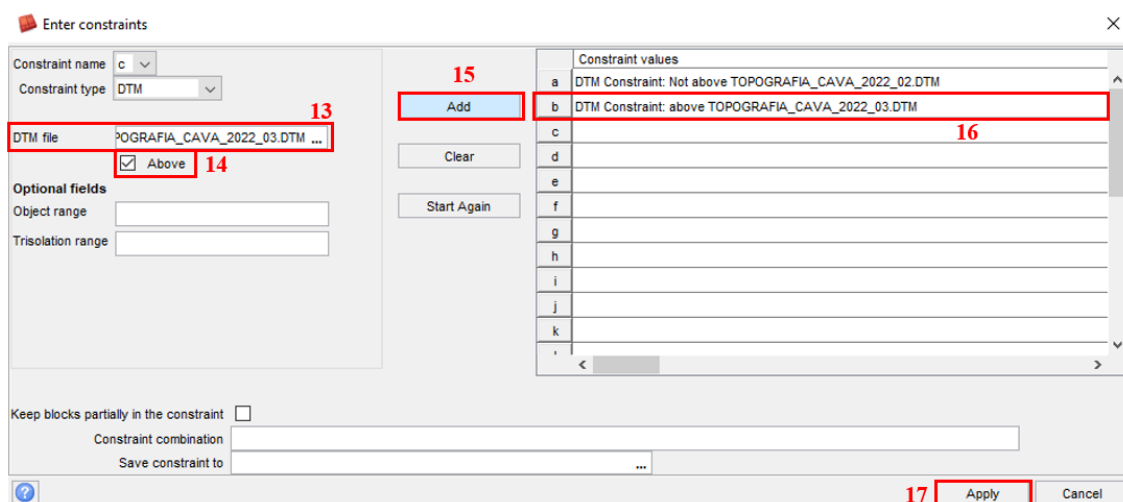 Enter constraints
Constraint name c
Constraint type DTM
13
DTM file POGRAFIA_CAVA_2022_03.DTM ...
Above 14
Optional fields
Object range
Trisolation range
15
Add
Clear
Start Again
Constraint values
a DTM Constraint: Not above TOPOGRAFIA_CAVA_2022_02.DTM
b DTM Constraint: above TOPOGRAFIA_CAVA_2022_03.DTM
c 16
d
e
f
g
h
i
j
k
Keep blocks partially in the constraint
Constraint combination
Save constraint to ...
? 17 Apply Cancel